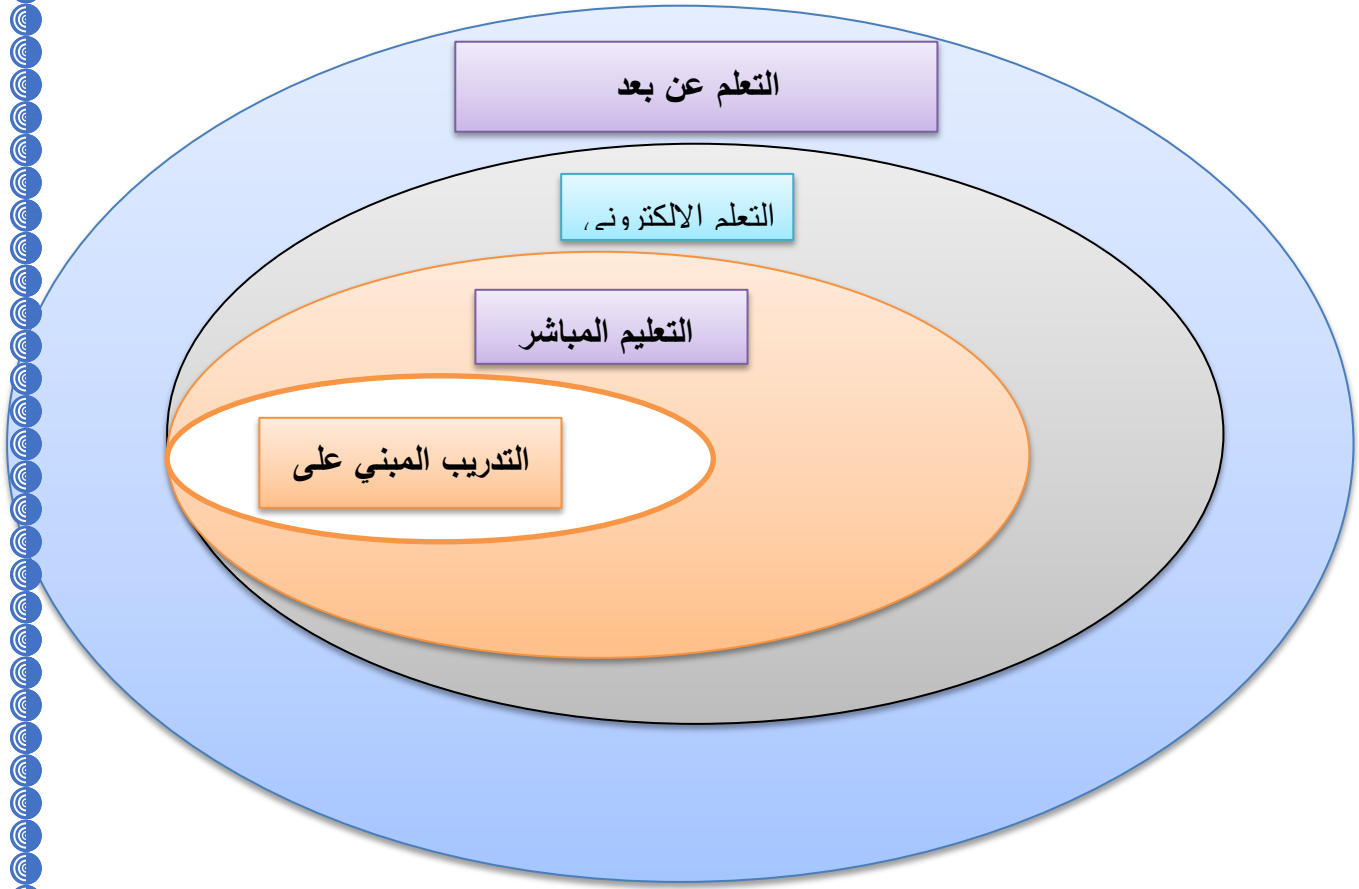 التعلم عن بعد
التعلم الالكتروني
التعليم المباشر
التدريب المبني على